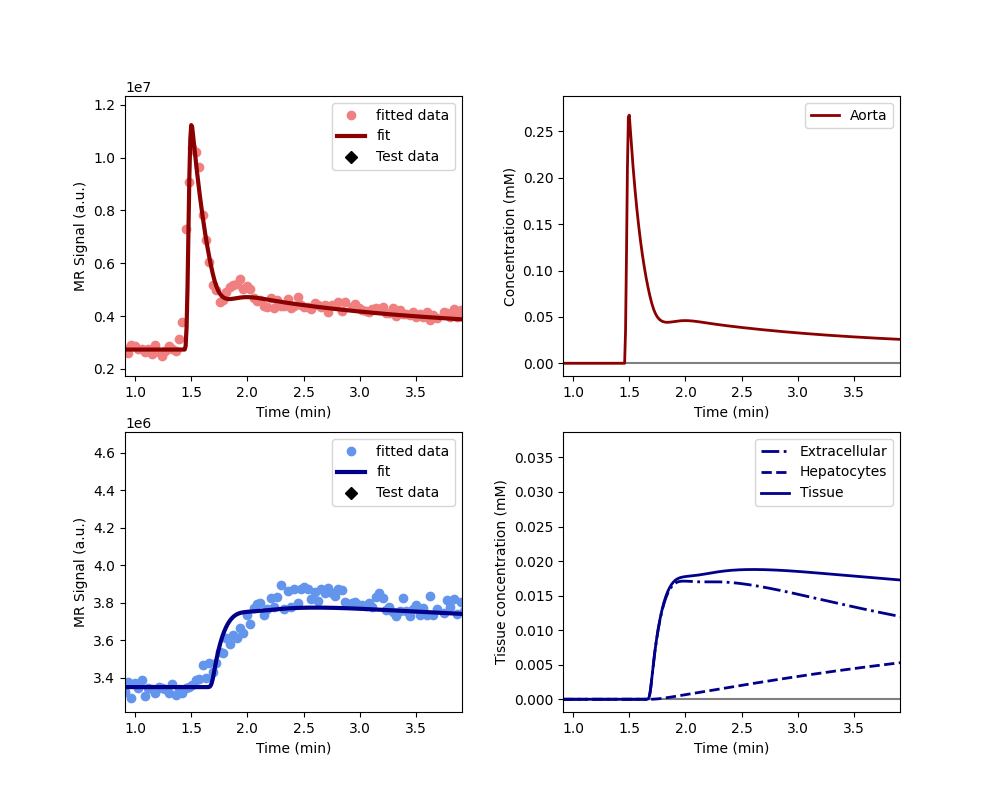 1e7
1.2
1.0
0.8
0.6
0.4
0.2
MR Signal (a.u.)
1.0 1.5 2.0 2.5 3.0 3.5
Time (min)
fitted data
fit
Test data
0.25
0.20
0.15
0.10
0.05
0.00
Concentration (mM)
1.0 1.5 2.0 2.5 3.0 3.5
Time (min)
Aorta
1e6
4.6
4.4
4.2
4.0
3.8
3.6
3.4
MR Signal (a.u.)
1.0 1.5 2.0 2.5 3.0 3.5
Time (min)
fitted data
fit
Test data
0.035
0.030
0.025
0.020
0.015
0.010
0.005
0.000
Tissue concentration (mM)
1.0 1.5 2.0 2.5 3.0 3.5
Time (min)
Extracellular
Hepatocytes
Tissue